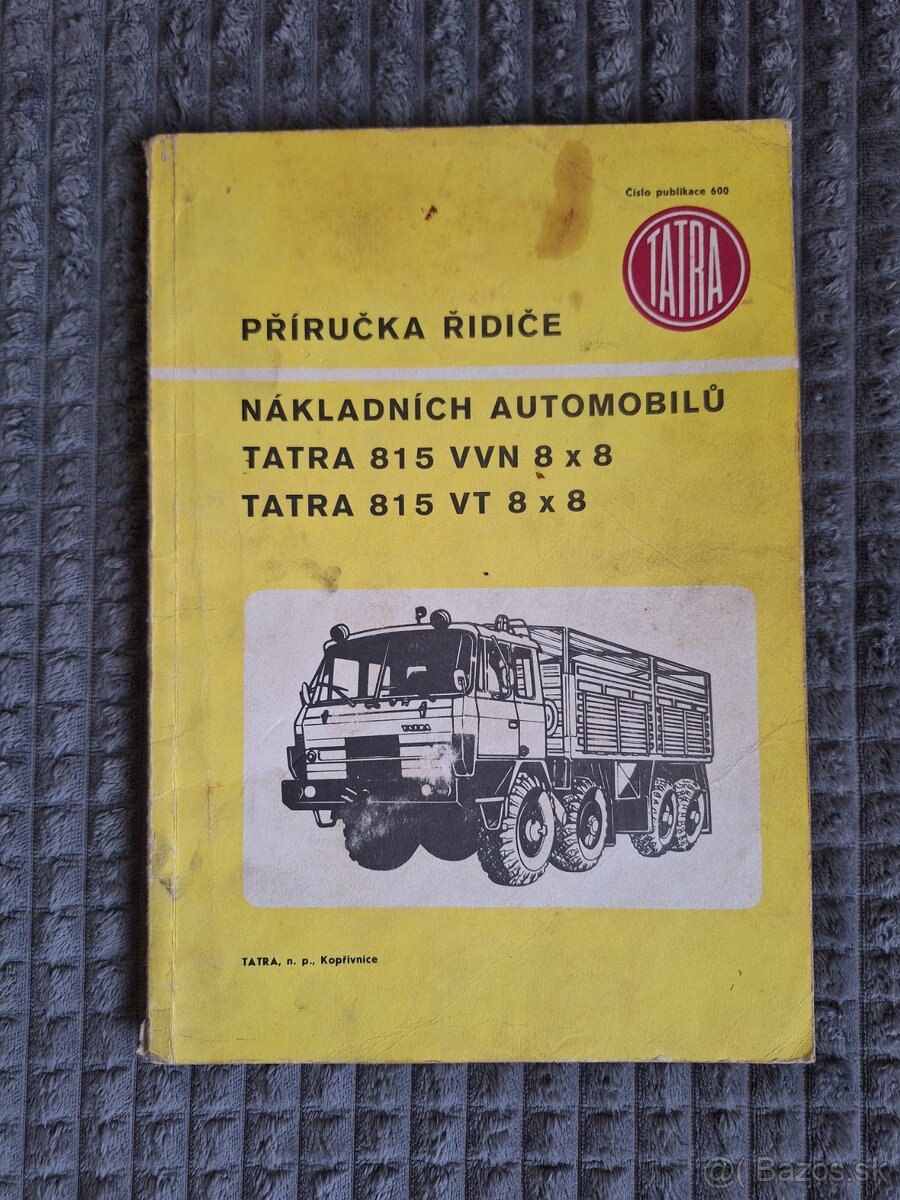 Číslo publikace 600
TATRA
PŘÍRUČKA ŘIDIČE
NÁKLADNÍCH AUTOMOBILŮ
TATRA 815 VVN 8 x 8
TATRA 815 VT 8 x 8
P
TATRA
TATRA, n. p., Kopřivnice
@ Bazos.sk